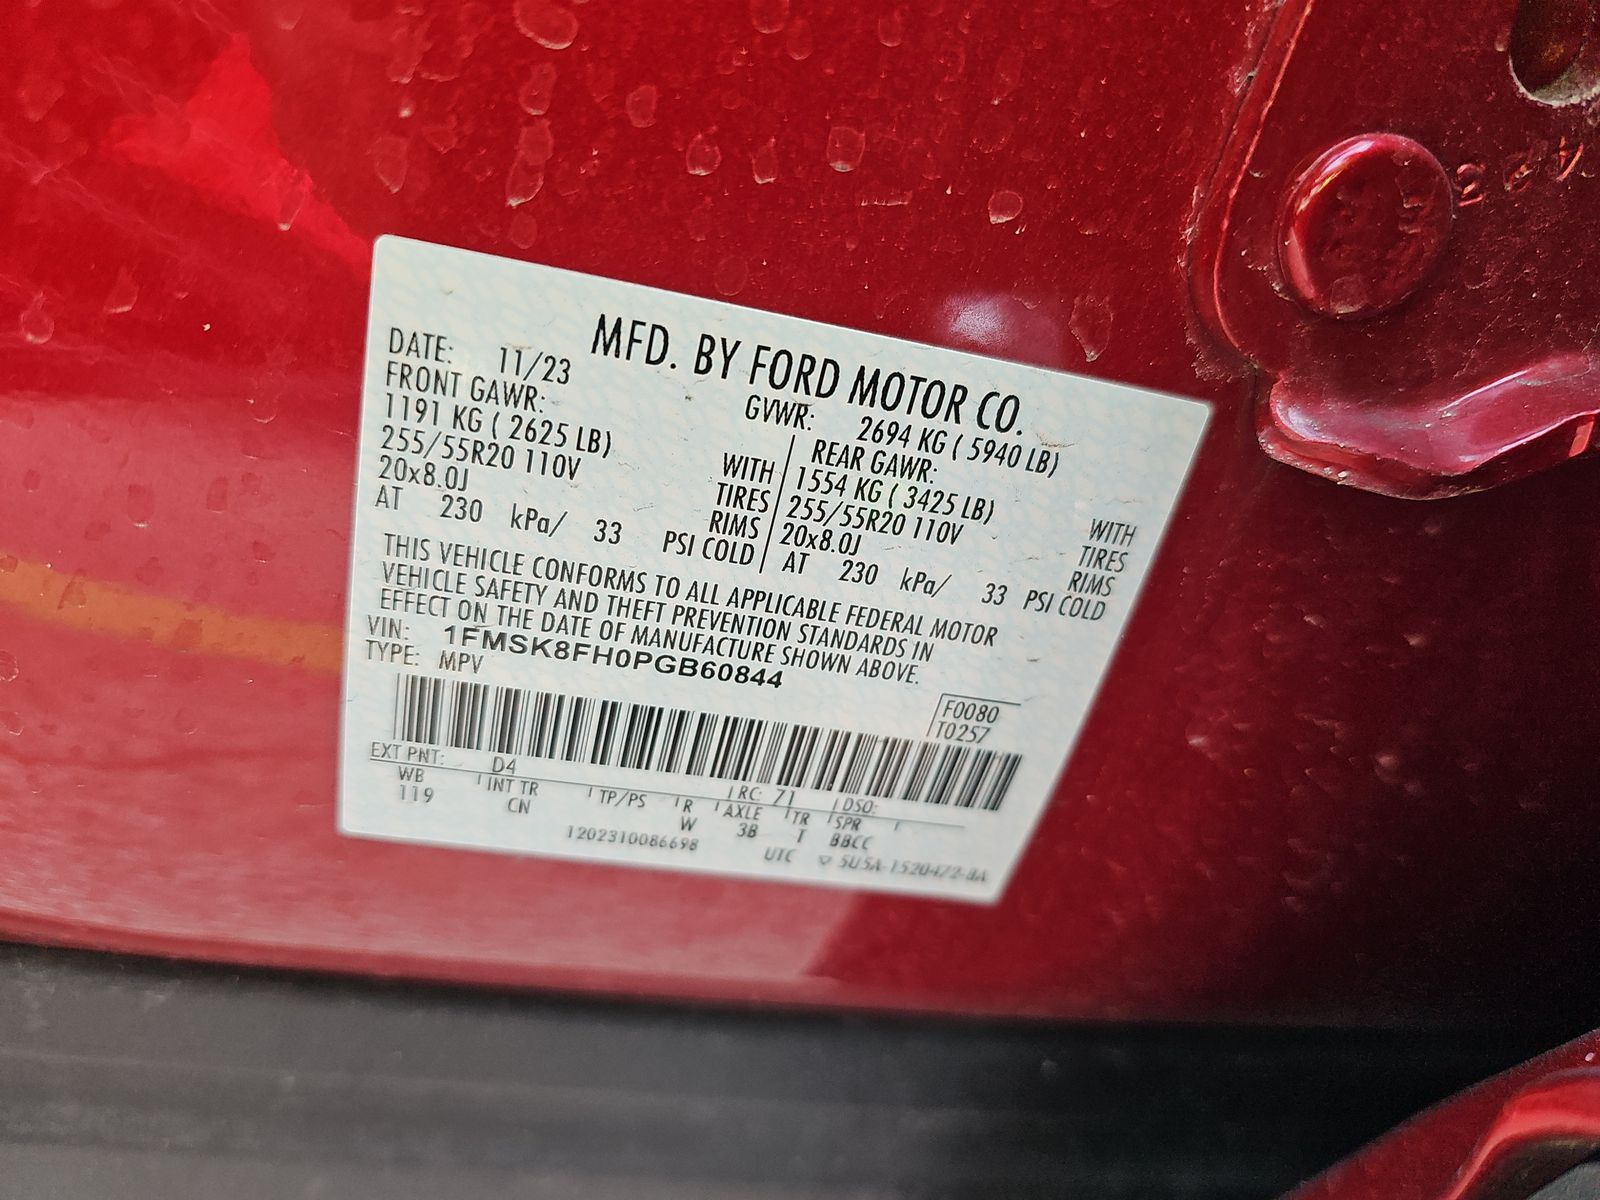 MFD. BY FORD MOTOR CO.
DATE: 11/23 GVWR: 2694 KG ( 5940 LB)
FRONT GAWR: REAR GAWR:
1191 KG ( 2625 LB) WITH 1554 KG ( 3425 LB) WITH
255/55R20 110V TIRES 255/55R20 110V TIRES
20x8.0J RIMS 20x8.0J RIMS
AT 230 kPa/ 33 PSI COLD AT 230 kPa/ 33 PSI COLD
THIS VEHICLE CONFORMS TO ALL APPLICABLE FEDERAL MOTOR
VEHICLE SAFETY AND THEFT PREVENTION STANDARDS IN
EFFECT ON THE DATE OF MANUFACTURE SHOWN ABOVE.
VIN: 1FMSK8FH0PGB60844
TYPE: MPV
F0080
T0257
EXT PNT: D4 RC: 71 DSO:
WB INT TR TP/PS R AXLE TR SPR
119 CN W 3B T BBCC
1202310086698 UTC